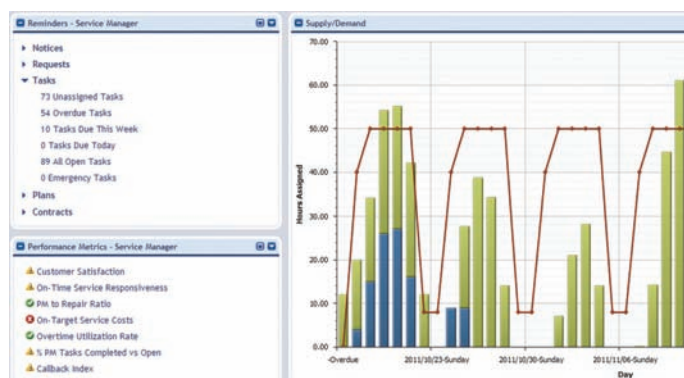 Reminders - Service Manager
Notices
Requests
Tasks
73 Unassigned Tasks
54 Overdue Tasks
10 Tasks Due This Week
0 Tasks Due Today
89 All Open Tasks
0 Emergency Tasks
Plans
Contracts
Performance Metrics - Service Manager
Customer Satisfaction
On-Time Service Responsiveness
PM to Repair Ratio
On-Target Service Costs
Overtime Utilization Rate
% PM Tasks Completed vs Open
Callback Index
Supply/Demand
70.00
60.00
50.00
40.00
30.00
20.00
10.00
0.00
Hours Assigned
-Overdue
2011/10/23-Sunday
2011/10/30-Sunday
2011/11/06-Sunday
Day